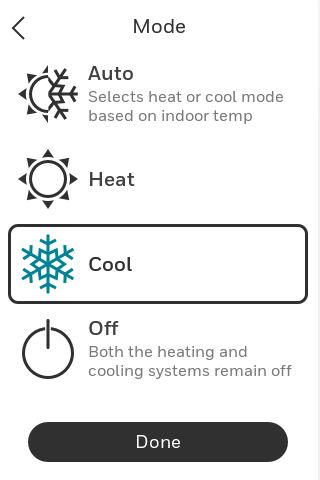 Mode
Auto
Selects heat or cool mode
based on indoor temp
Heat
Cool
Off
Both the heating and
cooling systems remain off
Done